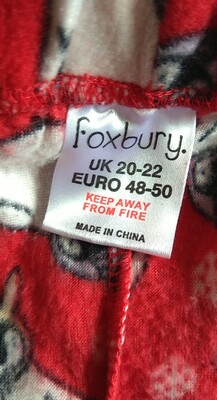 foxbury.
UK 20-22
EURO 48-50
KEEP AWAY
FROM FIRE
MADE IN CHINA